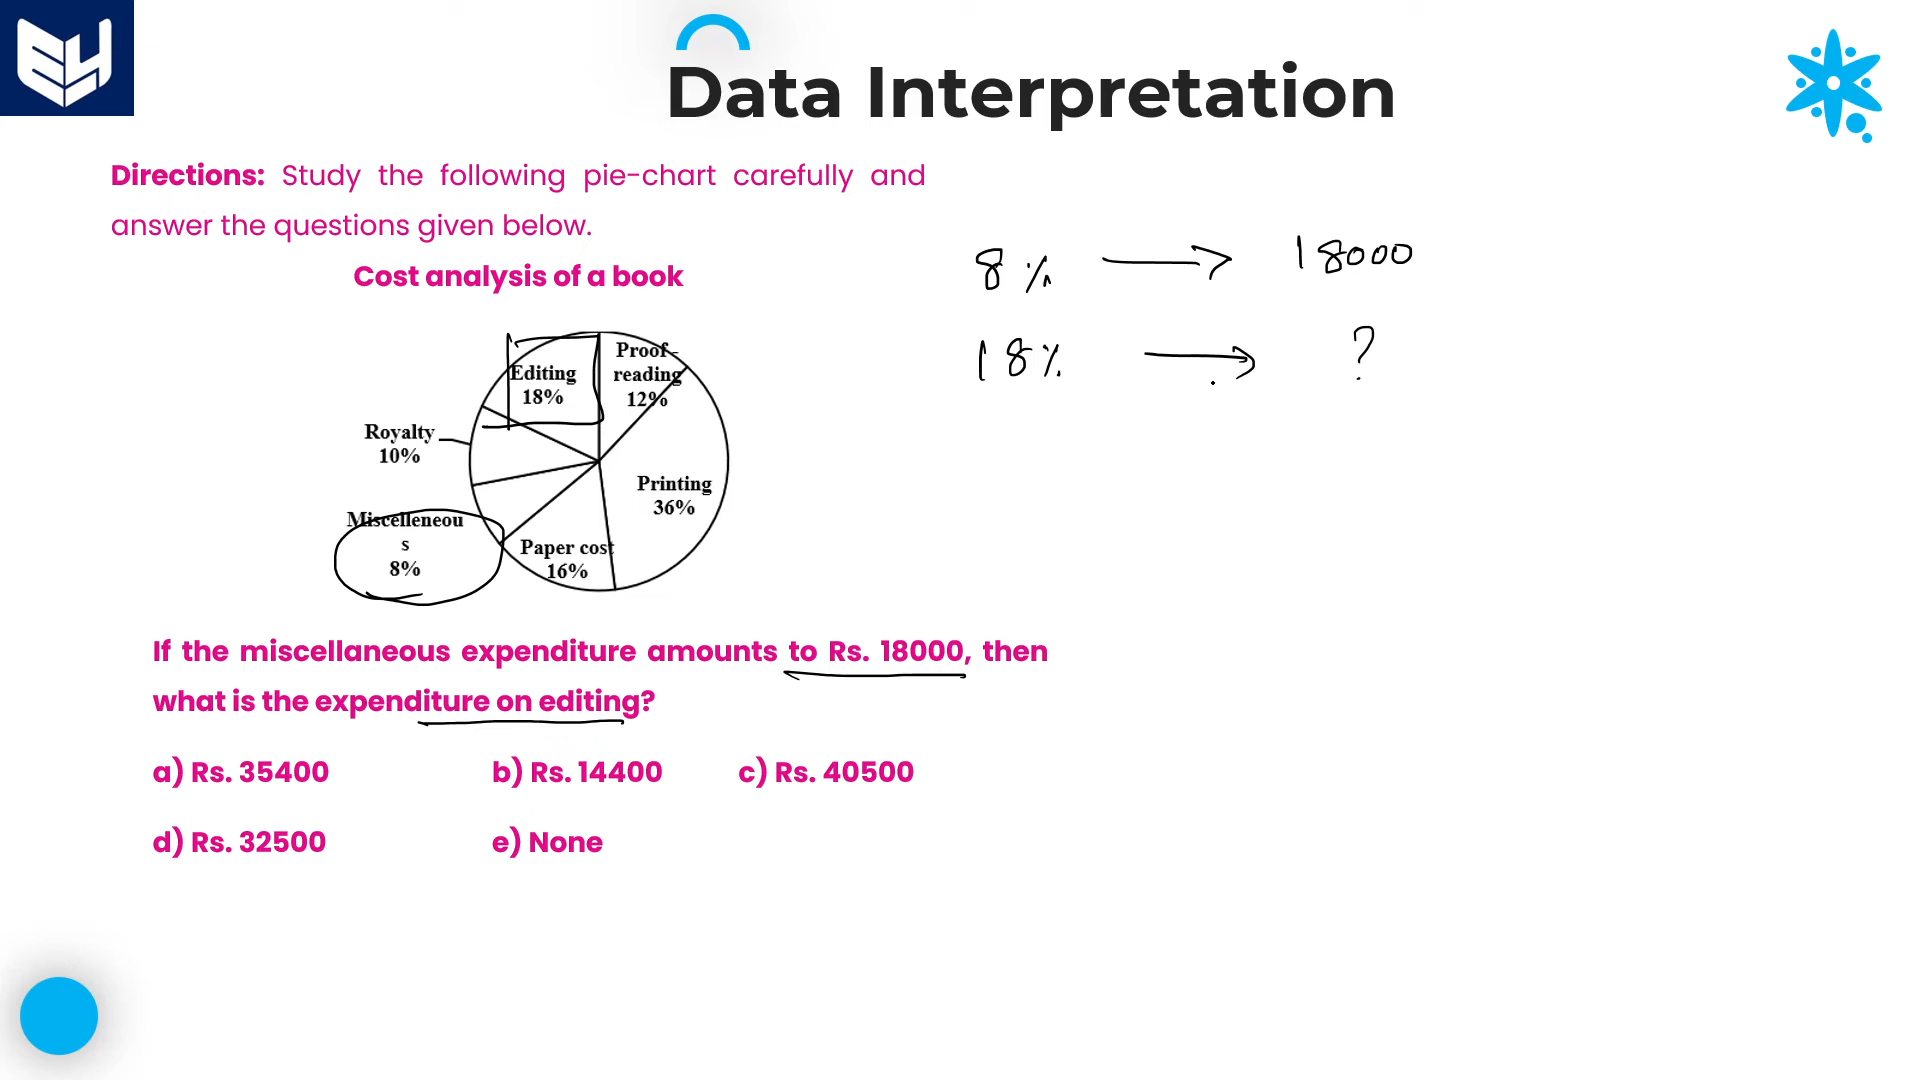 Data Interpretation
Directions: Study the following pie-chart carefully and
answer the questions given below.
Cost analysis of a book
8% → 18000
18% → ?
Proof-
reading
12%
Editing
18%
Royalty
10%
Printing
36%
Miscelleneou
s
8%
Paper cost
16%
If the miscellaneous expenditure amounts to Rs. 18000, then
what is the expenditure on editing?
a) Rs. 35400 b) Rs. 14400 c) Rs. 40500
d) Rs. 32500 e) None